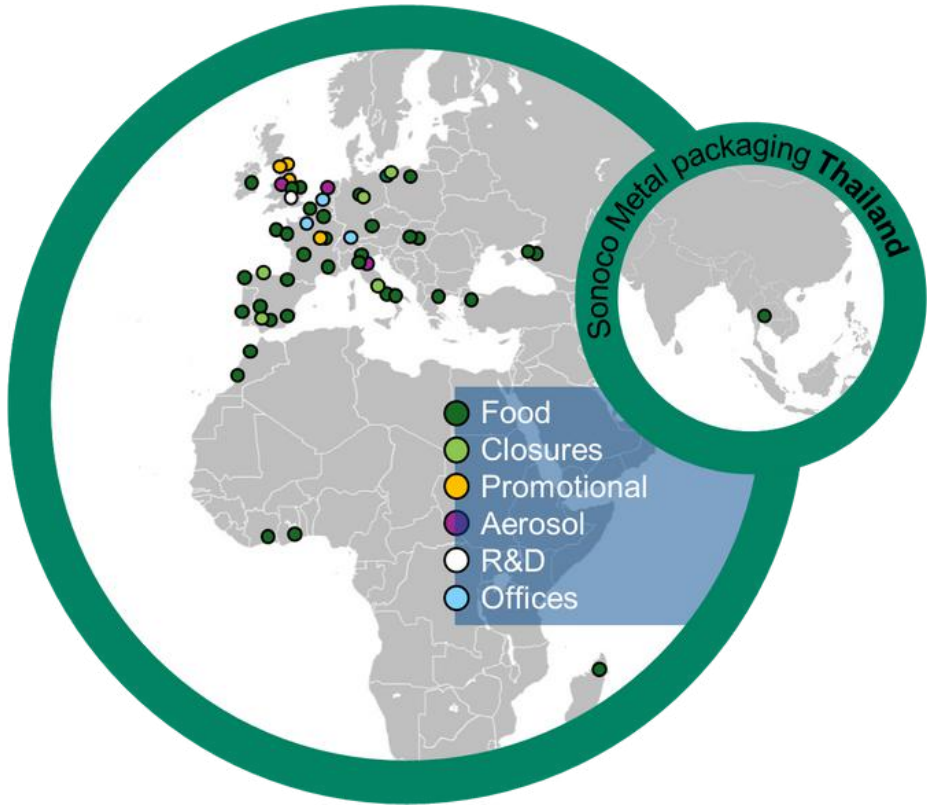 Sonoco Metal packaging Thailand
Food
Closures
Promotional
Aerosol
R&D
Offices